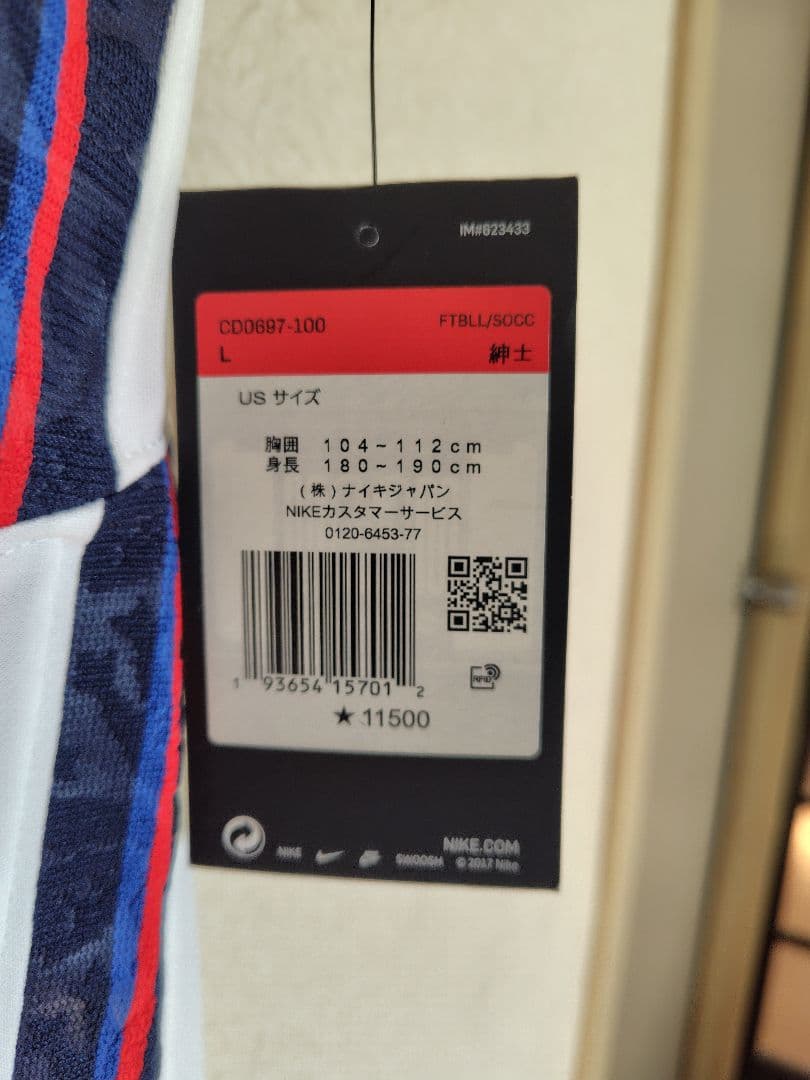 IM#623433
CD0697-100
FTBLL/SOCC
L
紳士
US サイズ
胸囲 104~112cm
身長 180~190cm
(株)ナイキジャパン
NIKEカスタマーサービス
0120-6453-77
1 93654 15701 2
RFID
★11500
NIKE.COM
NIKE
SWOOSH
© 2017 Nike